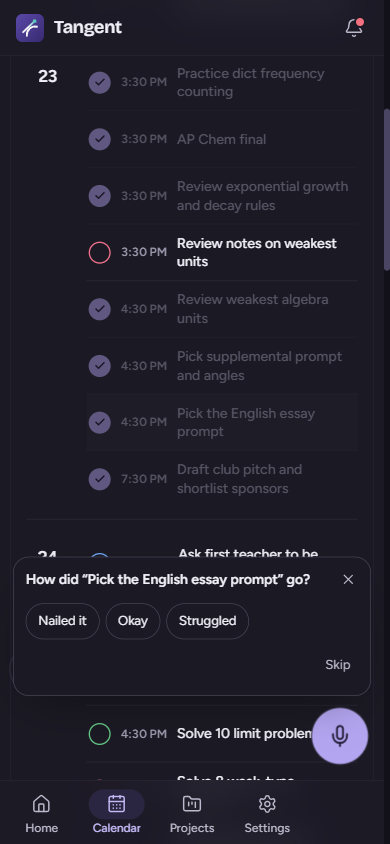 Tangent
23
3:30 PM Practice dict frequency
counting
3:30 PM AP Chem final
3:30 PM Review exponential growth
and decay rules
3:30 PM Review notes on weakest
units
4:30 PM Review weakest algebra
units
4:30 PM Pick supplemental prompt
and angles
4:30 PM Pick the English essay
prompt
7:30 PM Draft club pitch and
shortlist sponsors
24 Ask first teacher to be
How did “Pick the English essay prompt” go?
Nailed it Okay Struggled
Skip
4:30 PM Solve 10 limit problem
Home Calendar Projects Settings